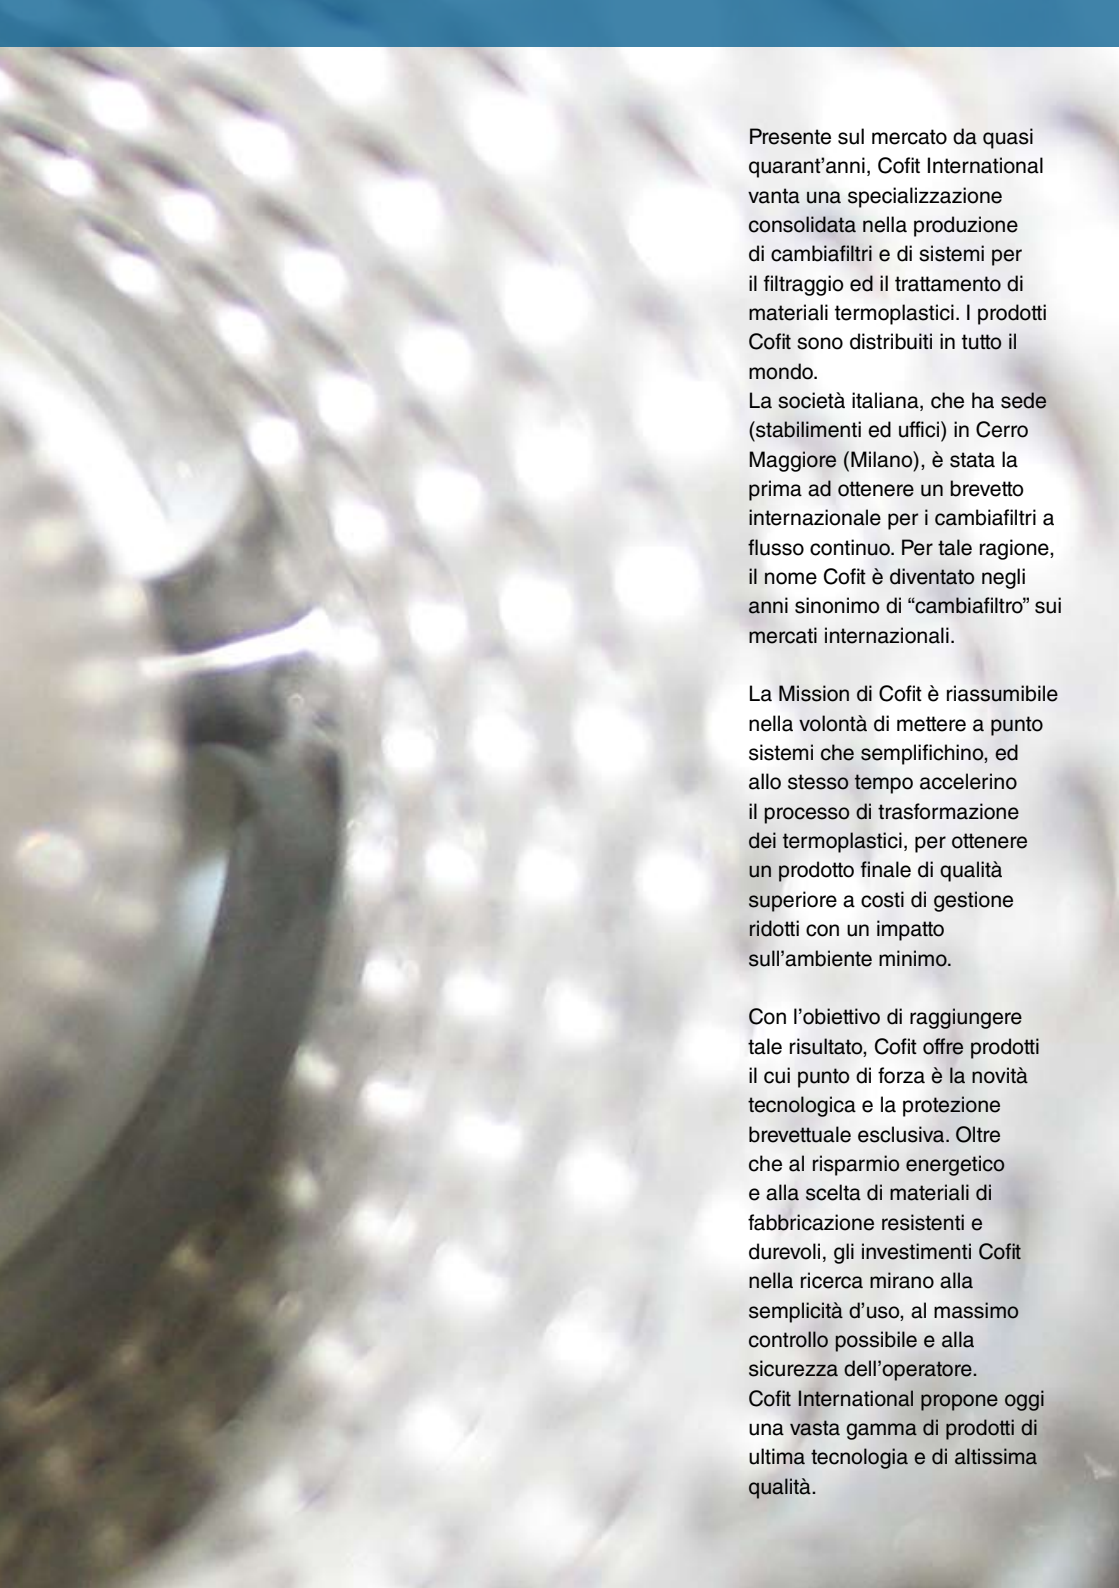 Presente sul mercato da quasi
quarant’anni, Cofit International
vanta una specializzazione
consolidata nella produzione
di cambiafiltri e di sistemi per
il filtraggio ed il trattamento di
materiali termoplastici. I prodotti
Cofit sono distribuiti in tutto il
mondo.
La società italiana, che ha sede
(stabilimenti ed uffici) in Cerro
Maggiore (Milano), è stata la
prima ad ottenere un brevetto
internazionale per i cambiafiltri a
flusso continuo. Per tale ragione,
il nome Cofit è diventato negli
anni sinonimo di “cambiafiltro” sui
mercati internazionali.
La Mission di Cofit è riassumibile
nella volontà di mettere a punto
sistemi che semplifichino, ed
allo stesso tempo accelerino
il processo di trasformazione
dei termoplastici, per ottenere
un prodotto finale di qualità
superiore a costi di gestione
ridotti con un impatto
sull’ambiente minimo.
Con l’obiettivo di raggiungere
tale risultato, Cofit offre prodotti
il cui punto di forza è la novità
tecnologica e la protezione
brevettuale esclusiva. Oltre
che al risparmio energetico
e alla scelta di materiali di
fabbricazione resistenti e
durevoli, gli investimenti Cofit
nella ricerca mirano alla
semplicità d’uso, al massimo
controllo possibile e alla
sicurezza dell’operatore.
Cofit International propone oggi
una vasta gamma di prodotti di
ultima tecnologia e di altissima
qualità.